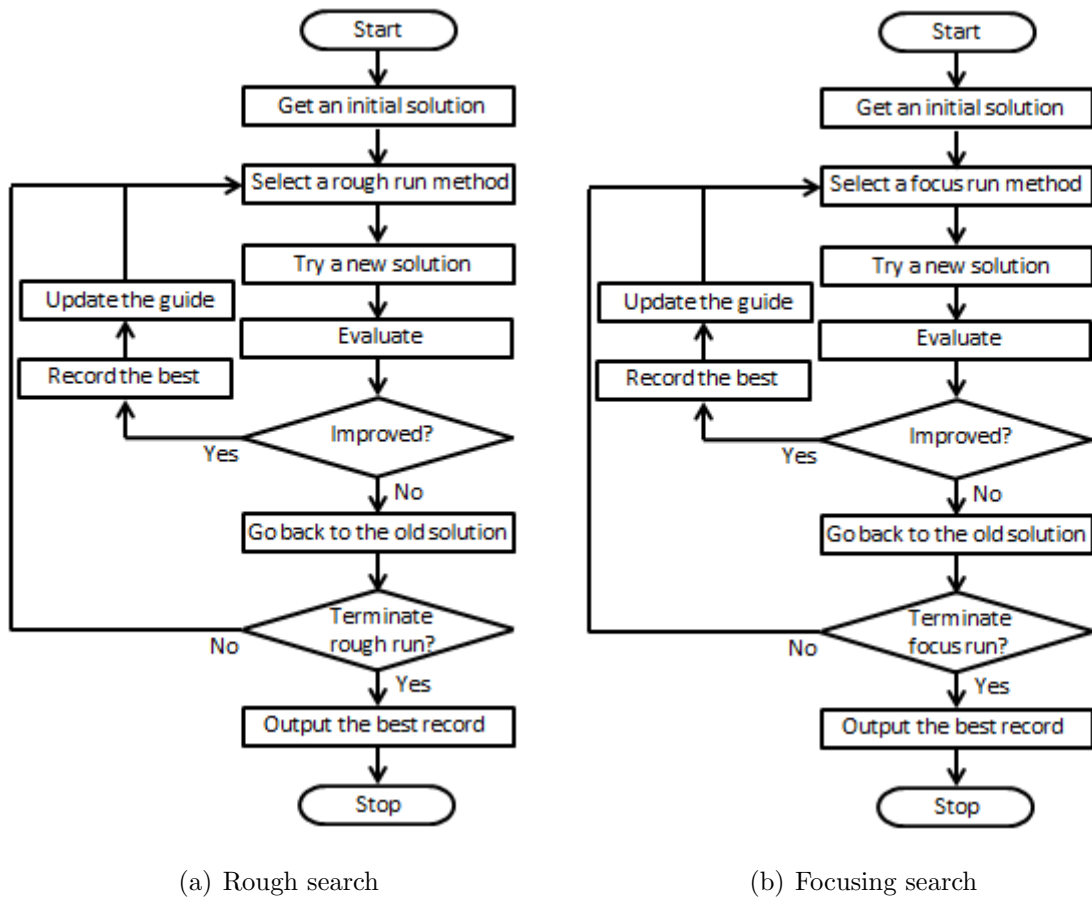 Start
Get an initial solution
Select a rough run method
Try a new solution
Update the guide
Evaluate
Record the best
Improved?
Yes
No
Go back to the old solution
Terminate
rough run?
No
Yes
Output the best record
Stop
(a) Rough search
Start
Get an initial solution
Select a focus run method
Try a new solution
Update the guide
Evaluate
Record the best
Improved?
Yes
No
Go back to the old solution
Terminate
focus run?
No
Yes
Output the best record
Stop
(b) Focusing search